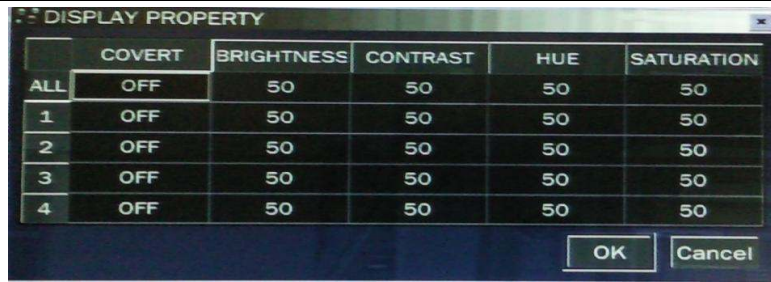 DISPLAY PROPERTY
COVERT BRIGHTNESS CONTRAST HUE SATURATION
ALL OFF 50 50 50 50
1 OFF 50 50 50 50
2 OFF 50 50 50 50
3 OFF 50 50 50 50
4 OFF 50 50 50 50
OK Cancel